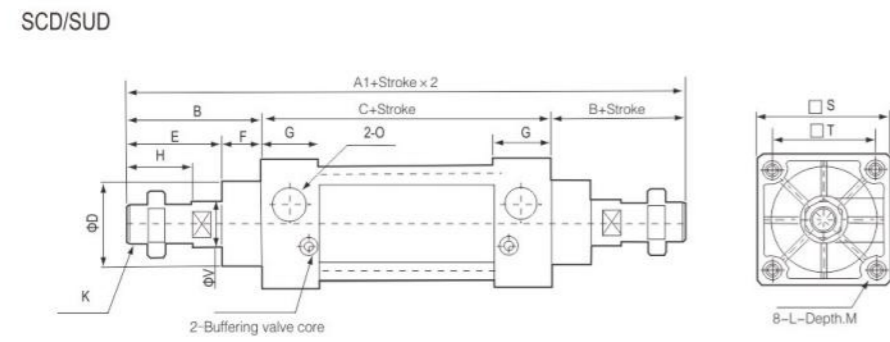 SCD/SUD
A1+Stroke×2
B
C+Stroke
B+Stroke
E
F
G
2-O
G
H
ΦD
ΦV
K
2-Buffering valve core
□ S
□ T
8-L-Depth.M